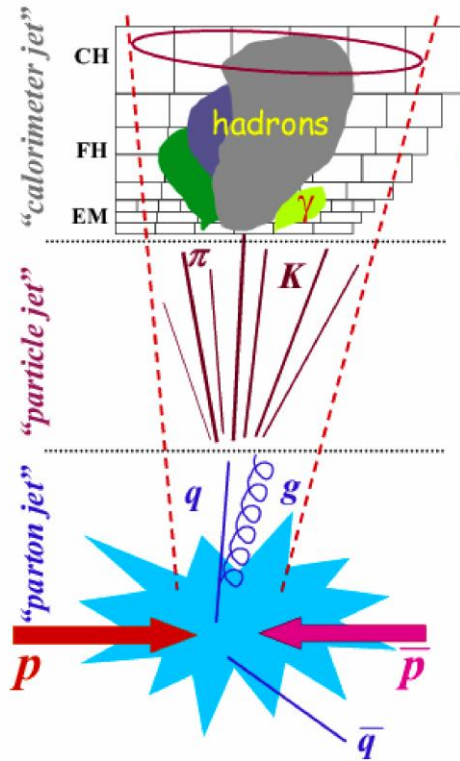 “calorimeter jet”
CH
hadrons
FH
EM
γ
“particle jet”
π
K
“parton jet”
q
g
p
p̅
q̅